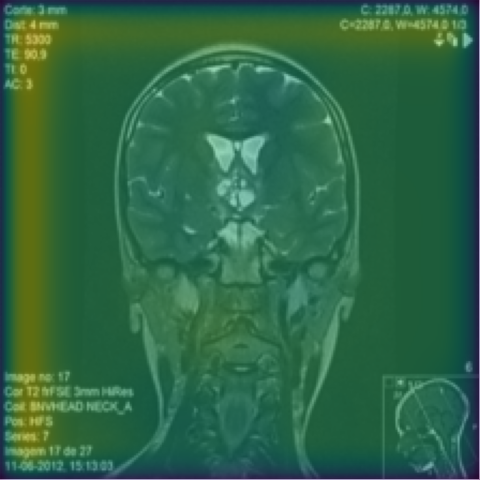 Corte: 3 mm
Dist: 4 mm
TR: 5300
TE: 90,9
TI: 0
AC: 3
C: 2287,0, W: 4574,0
C=2287,0, W=4574,0 1/3
Image no: 17
Cor T2 frFSE 3mm HiRes
Coil: 8NVHEAD NECK_A
Pos: HFS
Series: 7
Imagem 17 de 27
11-06-2012, 15:13:03
6